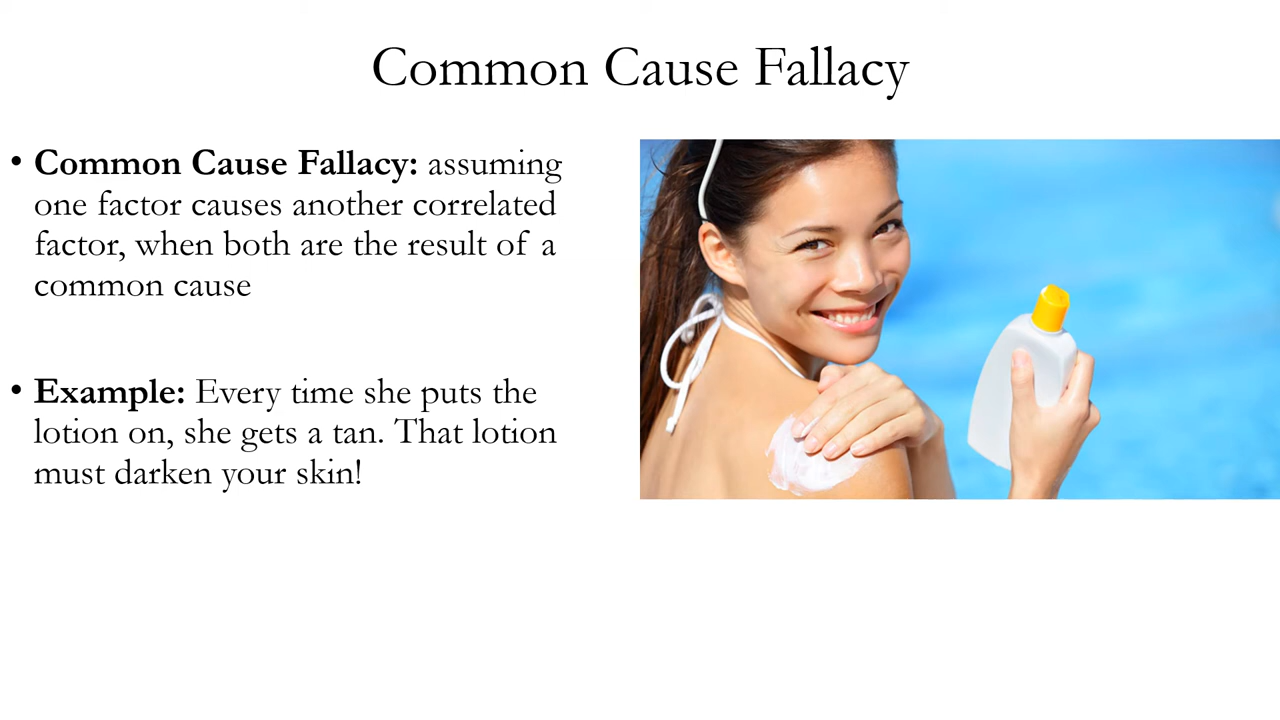 Common Cause Fallacy
• Common Cause Fallacy: assuming
one factor causes another correlated
factor, when both are the result of a
common cause
• Example: Every time she puts the
lotion on, she gets a tan. That lotion
must darken your skin!